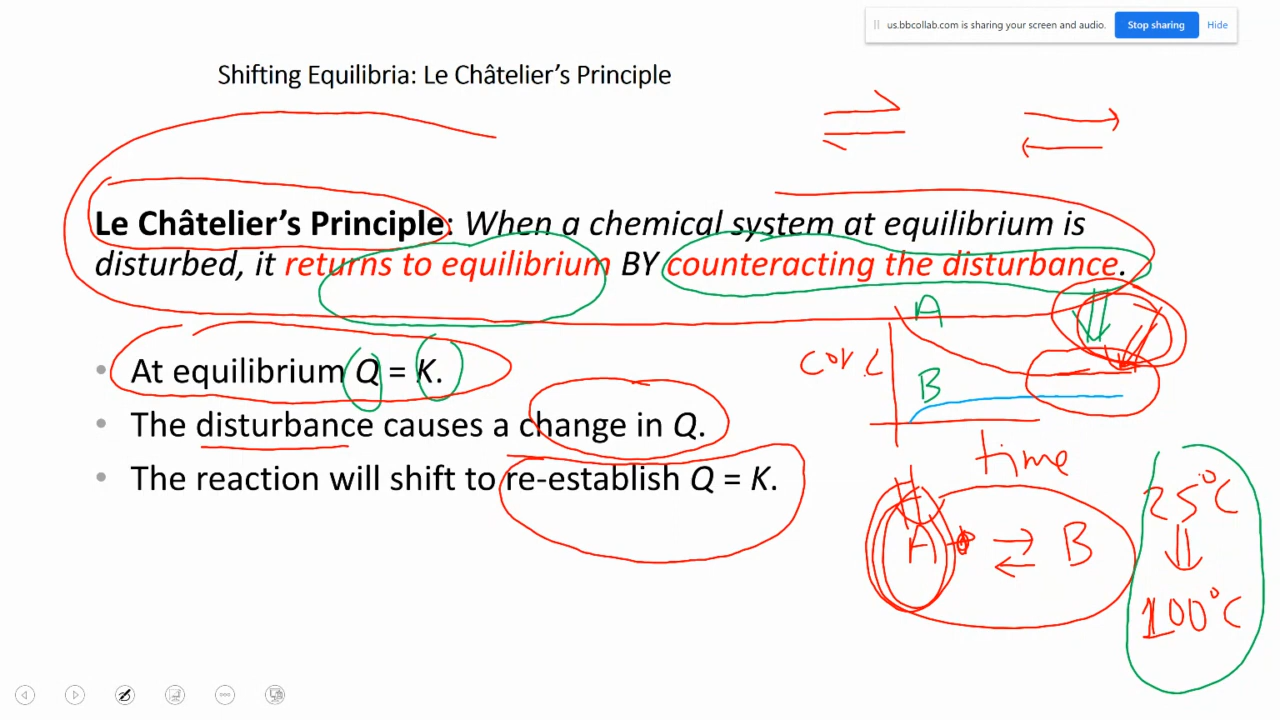 us.bbcollab.com is sharing your screen and audio. Stop sharing Hide
Shifting Equilibria: Le Châtelier’s Principle
Le Châtelier’s Principle: When a chemical system at equilibrium is
disturbed, it returns to equilibrium BY counteracting the disturbance.
A
B
time
• At equilibrium Q = K.
• The disturbance causes a change in Q.
• The reaction will shift to re-establish Q = K.
A ⇄ B
25°C
⇓
100°C